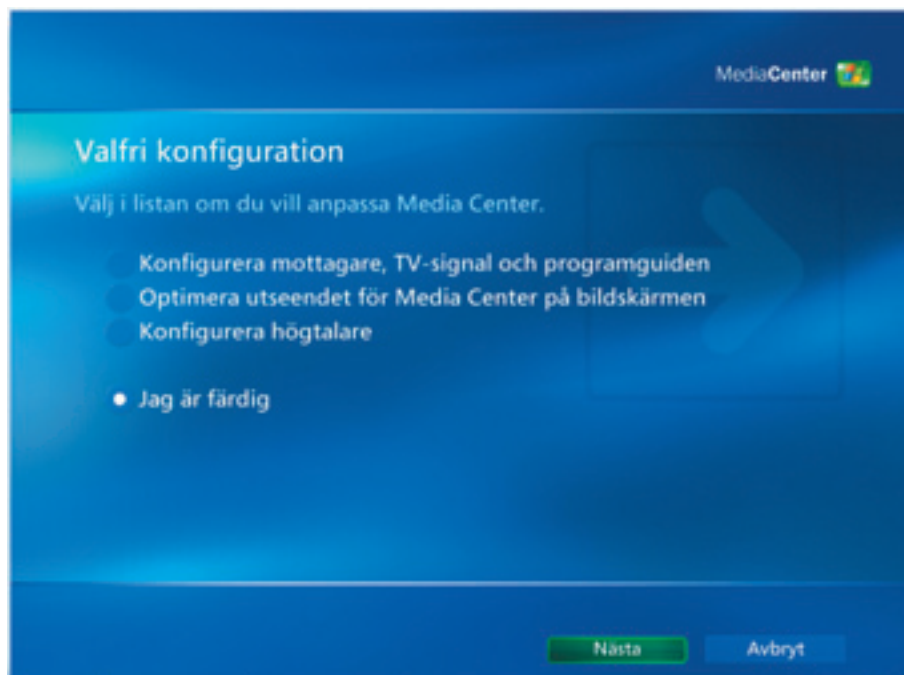 MediaCenter
Valfri konfiguration
Välj i listan om du vill anpassa Media Center.
Konfigurera mottagare, TV-signal och programguiden
Optimera utseendet för Media Center på bildskärmen
Konfigurera högtalare
Jag är färdig
Nästa
Avbryt